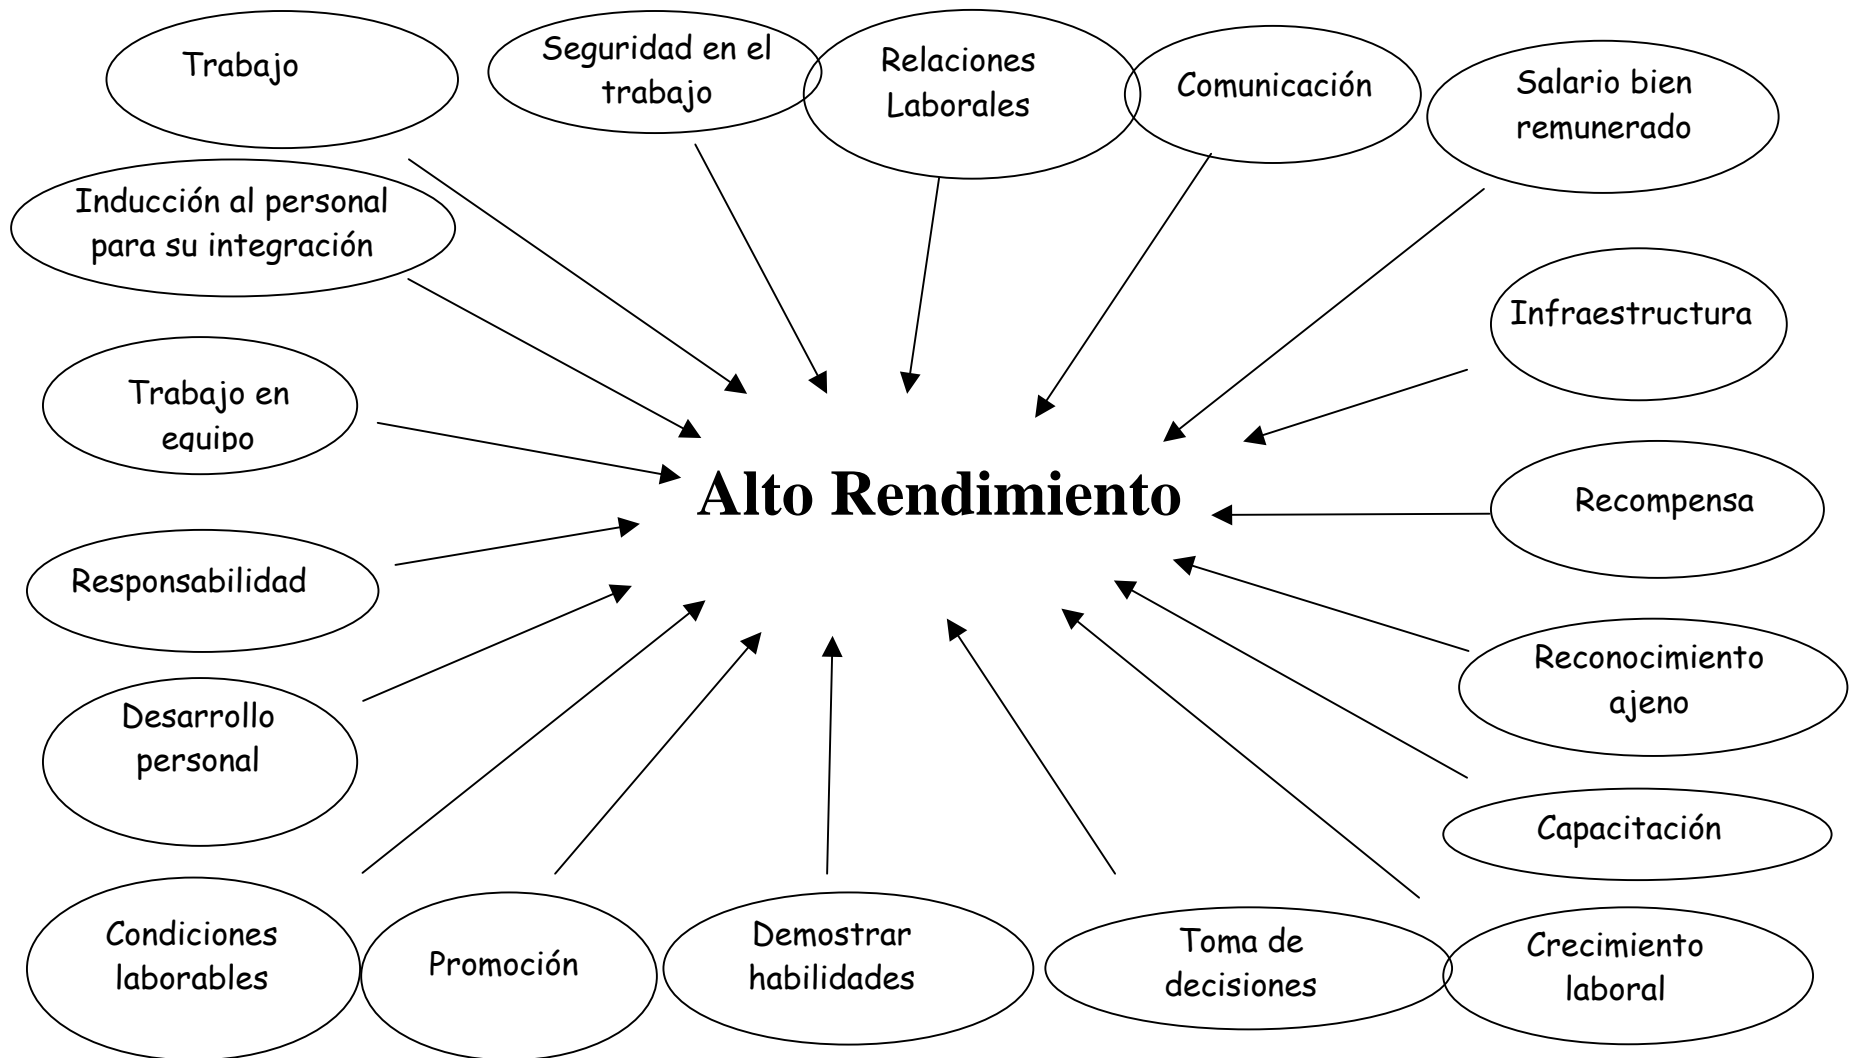 Trabajo
Seguridad en el
trabajo
Relaciones
Laborales
Comunicación
Salario bien
remunerado
Inducción al personal
para su integración
Infraestructura
Trabajo en
equipo
Alto Rendimiento
Recompensa
Responsabilidad
Reconocimiento
ajeno
Desarrollo
personal
Capacitación
Condiciones
laborables
Promoción
Demostrar
habilidades
Toma de
decisiones
Crecimiento
laboral